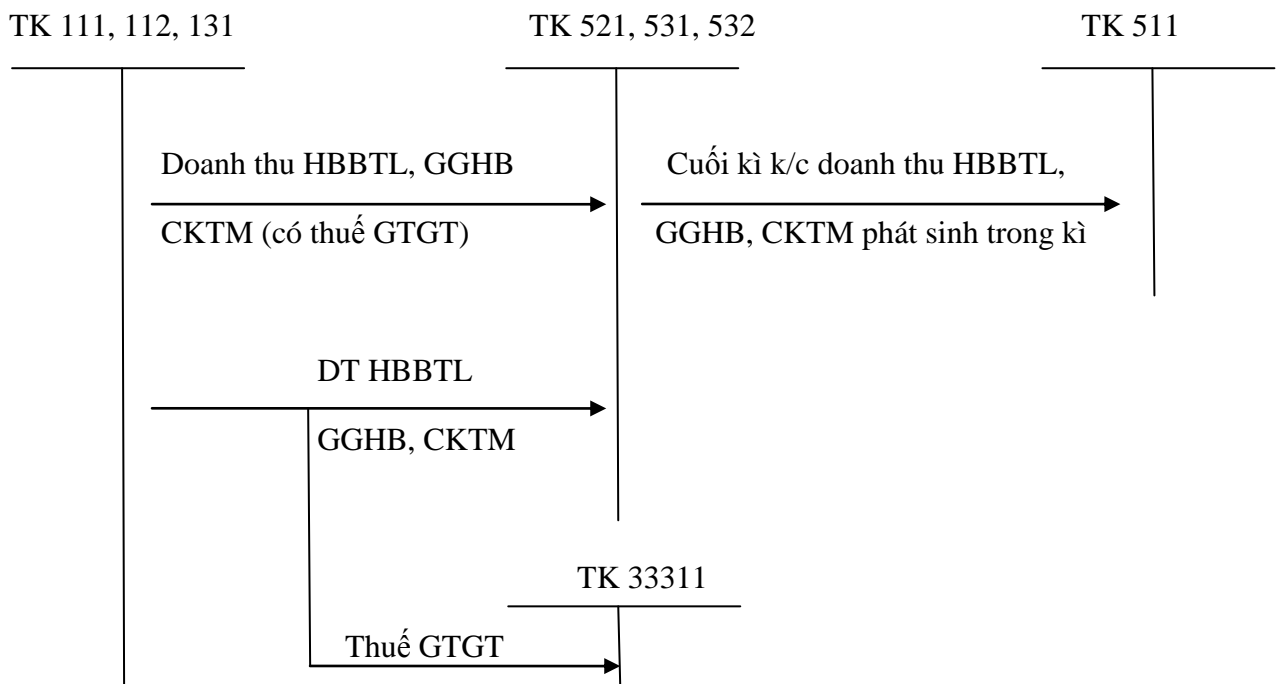 TK 111, 112, 131
TK 521, 531, 532
TK 511
Doanh thu HBBTL, GGHB
CKTM (có thuế GTGT)
Cuối kì k/c doanh thu HBBTL,
GGHB, CKTM phát sinh trong kì
DT HBBTL
GGHB, CKTM
TK 33311
Thuế GTGT